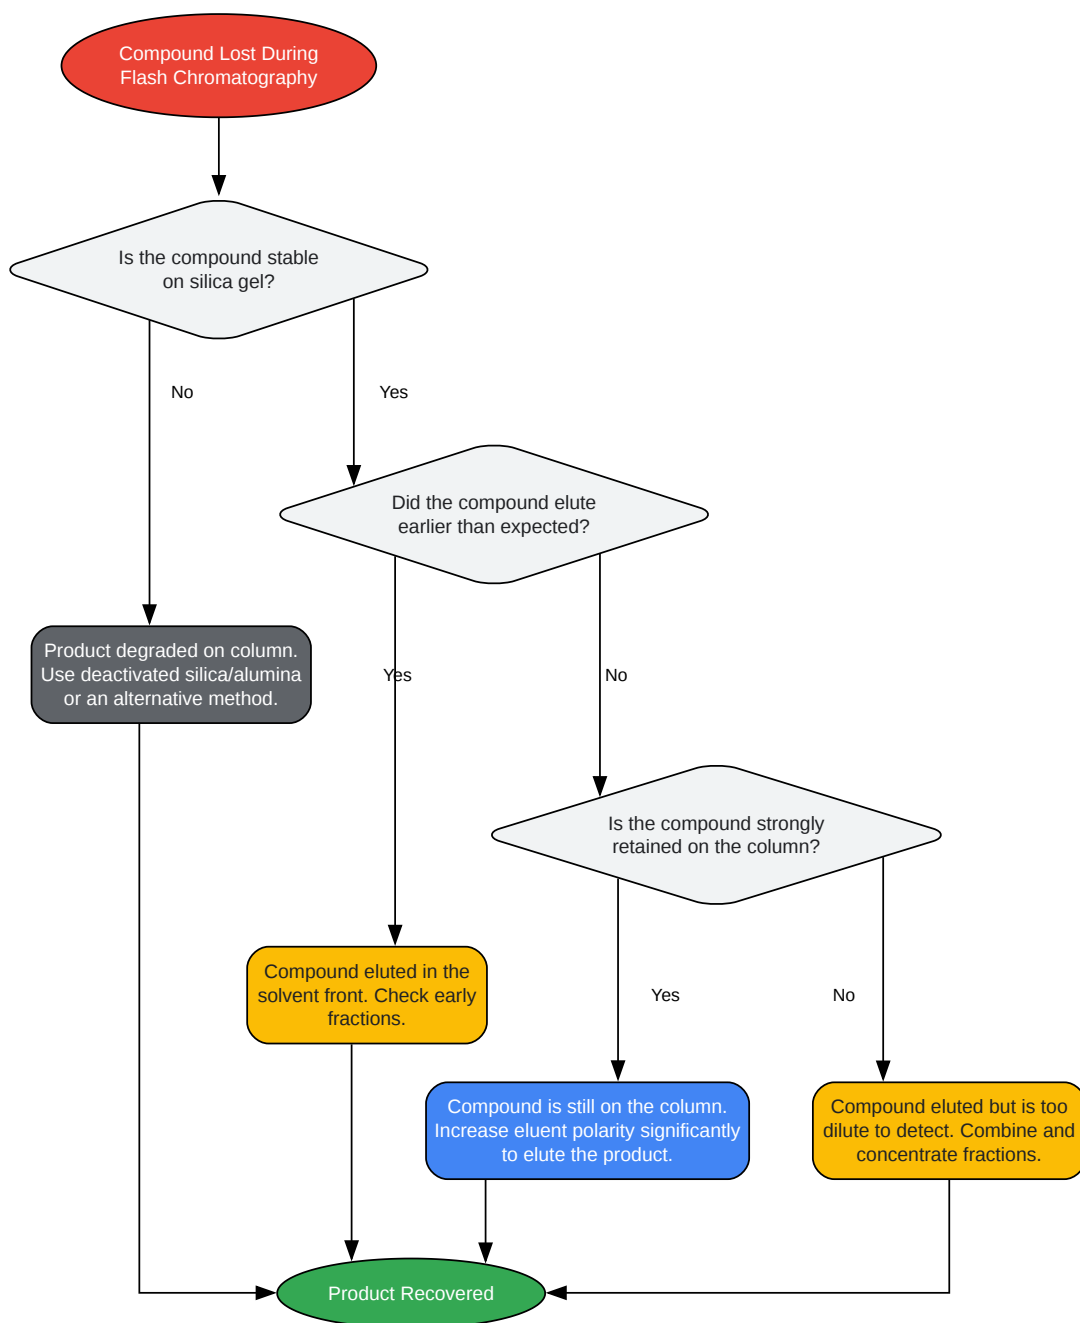 Compound Lost During
Flash Chromatography
Is the compound stable
on silica gel?
No
Yes
Did the compound elute
earlier than expected?
Product degraded on column.
Use deactivated silica/alumina
or an alternative method.
Yes
No
Is the compound strongly
retained on the column?
Compound eluted in the
solvent front. Check early
fractions.
Yes
No
Compound is still on the column.
Increase eluent polarity significantly
to elute the product.
Compound eluted but is too
dilute to detect. Combine and
concentrate fractions.
Product Recovered